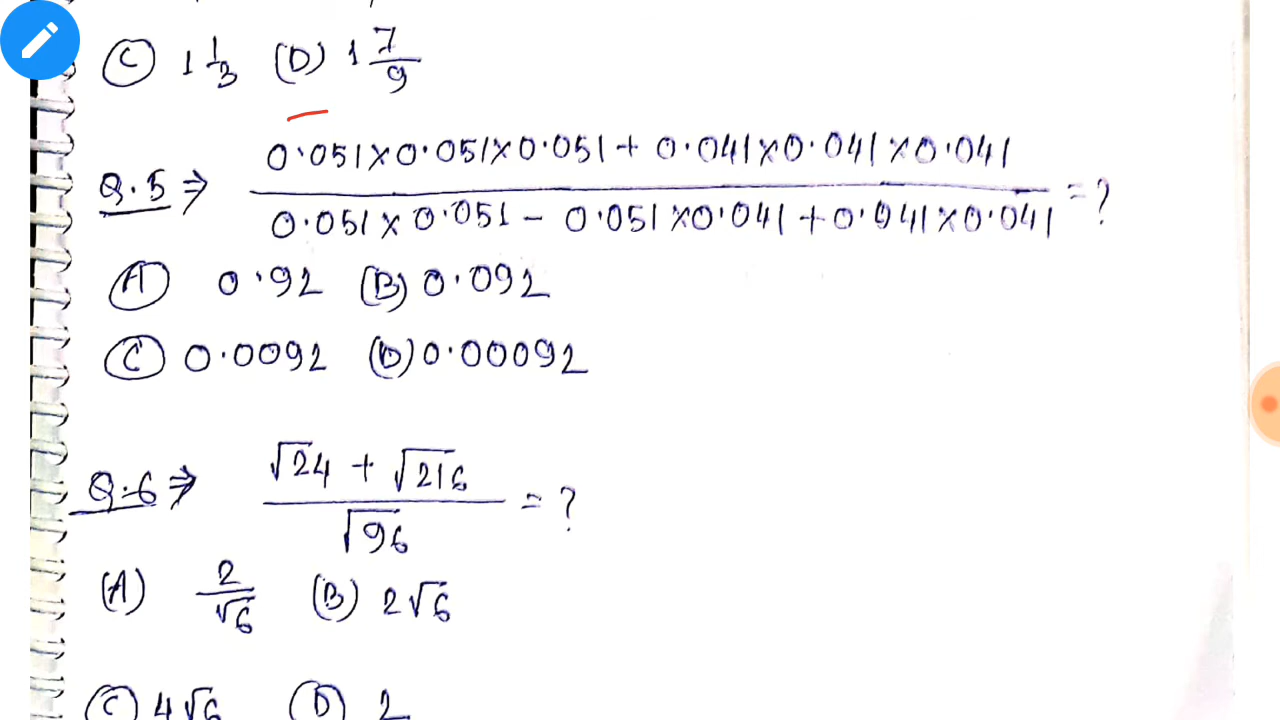 (C) 1 1/3 (D) 1 7/9
Q.5 ⇒ (0.051×0.051×0.051 + 0.041×0.041×0.041) / (0.051×0.051 − 0.051×0.041 + 0.041×0.041) = ?
(A) 0.92 (B) 0.092
(C) 0.0092 (D) 0.00092
Q.6 ⇒ (√24 + √216) / √96 = ?
(A) 2/√6 (B) 2√6
(C) 4√6 (D) 2